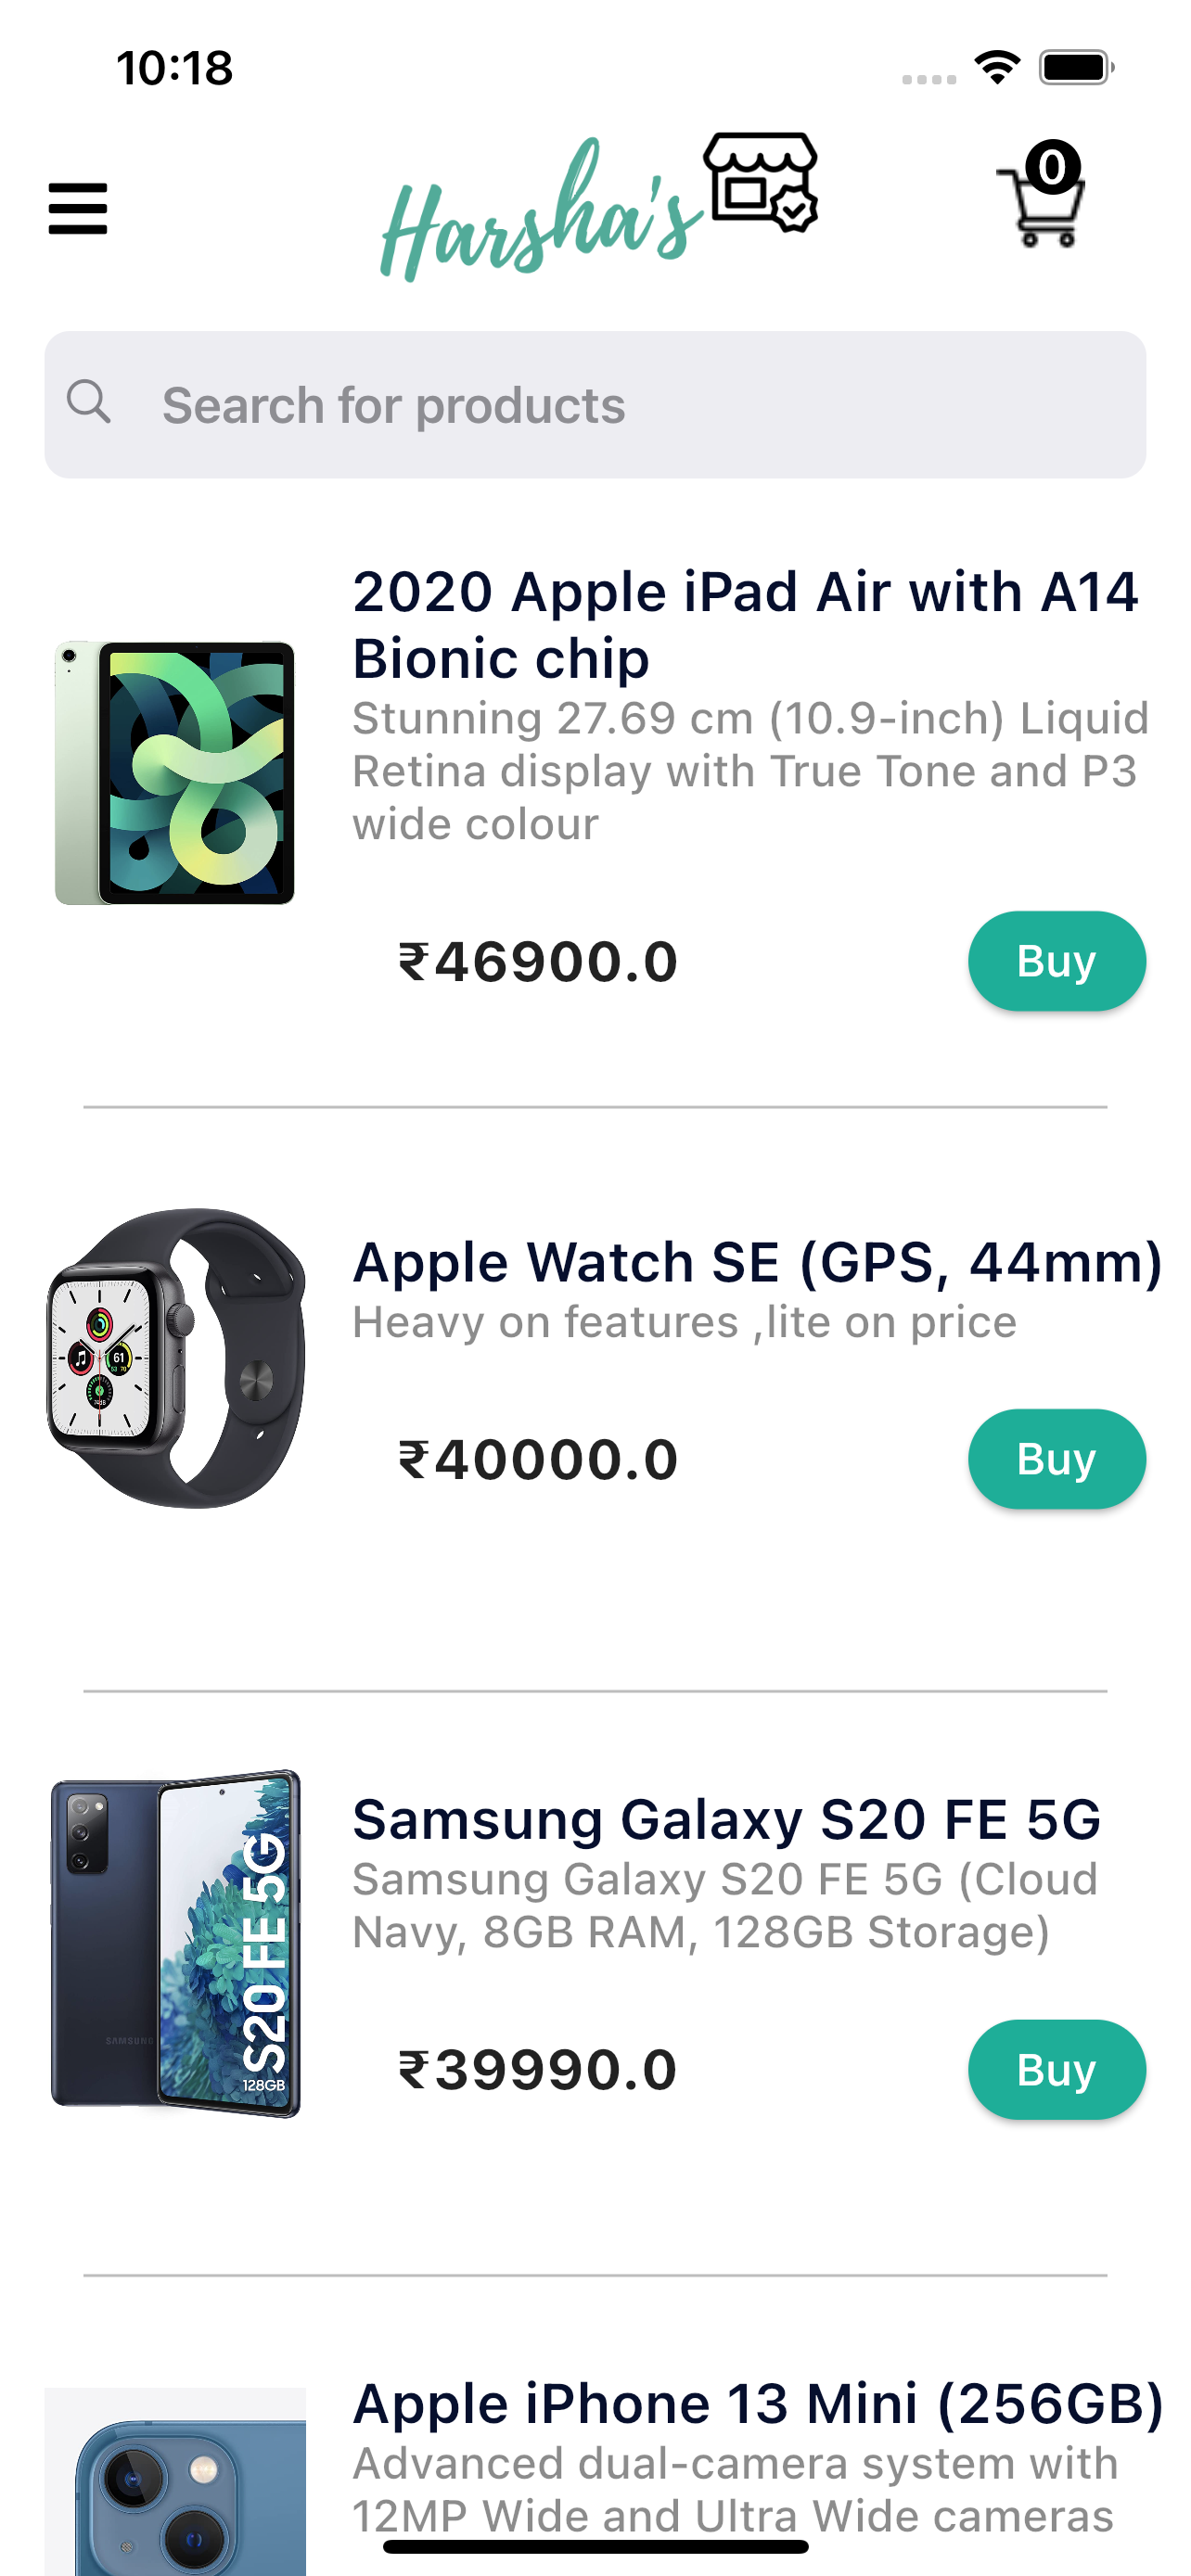 10:18
Harsha's
0
Search for products
2020 Apple iPad Air with A14
Bionic chip
Stunning 27.69 cm (10.9-inch) Liquid
Retina display with True Tone and P3
wide colour
₹46900.0
Buy
Apple Watch SE (GPS, 44mm)
Heavy on features ,lite on price
61
₹40000.0
Buy
Samsung Galaxy S20 FE 5G
Samsung Galaxy S20 FE 5G (Cloud
Navy, 8GB RAM, 128GB Storage)
SAMSUNG
S20 FE 5G
128GB
₹39990.0
Buy
Apple iPhone 13 Mini (256GB)
Advanced dual-camera system with
12MP Wide and Ultra Wide cameras